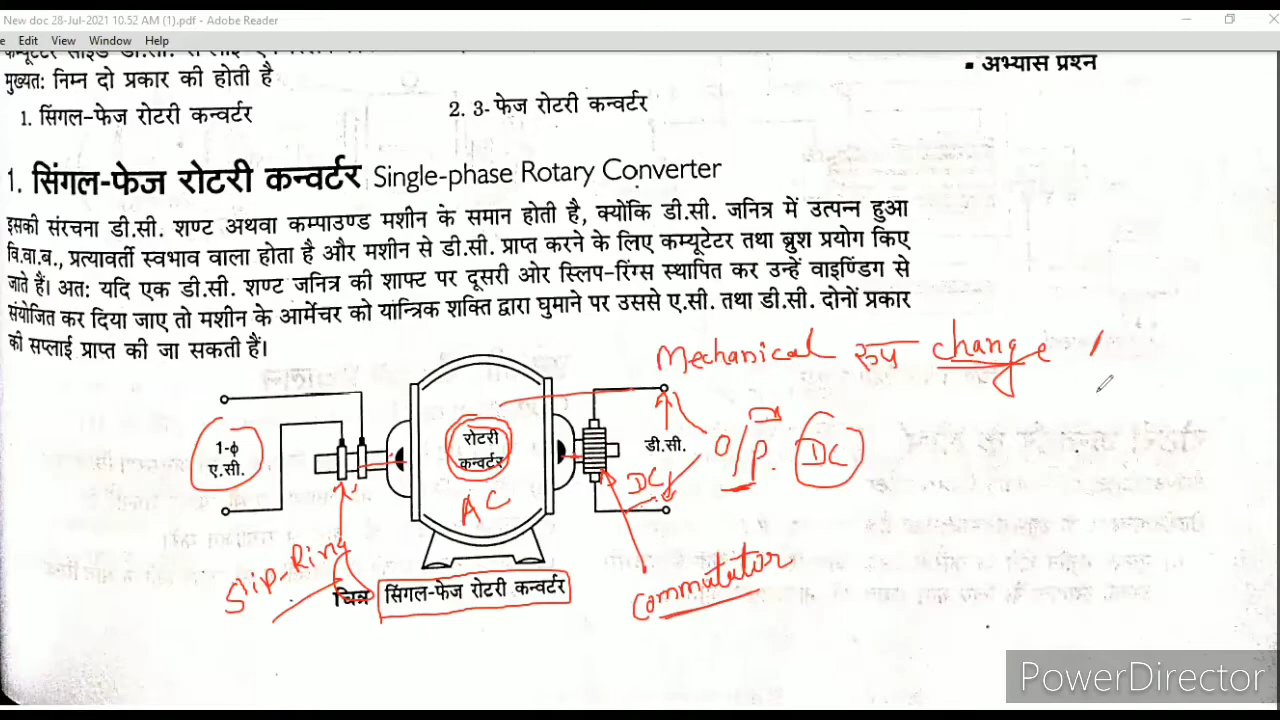 New doc 28-Jul-2021 10.52 AM (1).pdf - Adobe Reader
Edit View Window Help
मुख्यत: निम्न दो प्रकार की होती है
▪ अभ्यास प्रश्न
1. सिंगल-फेज रोटरी कन्वर्टर
2. 3-फेज रोटरी कन्वर्टर
1. सिंगल-फेज रोटरी कन्वर्टर Single-phase Rotary Converter
इसकी संरचना डी.सी. शण्ट अथवा कम्पाउण्ड मशीन के समान होती है, क्योंकि डी.सी. जनित्र में उत्पन्न हुआ
वि.वा.ब., प्रत्यावर्ती स्वभाव वाला होता है और मशीन से डी.सी. प्राप्त करने के लिए कम्यूटेटर तथा ब्रुश प्रयोग किए
जाते हैं। अत: यदि एक डी.सी. शण्ट जनित्र की शाफ्ट पर दूसरी ओर स्लिप-रिंग्स स्थापित कर उन्हें वाइण्डिंग से
संयोजित कर दिया जाए तो मशीन के आर्मेचर को यान्त्रिक शक्ति द्वारा घुमाने पर उससे ए.सी. तथा डी.सी. दोनों प्रकार
की सप्लाई प्राप्त की जा सकती हैं।
Mechanical रूप change
1-φ
ए.सी.
रोटरी
कन्वर्टर
AC
डी.सी.
DC
O/P.
DC
Slip-Ring
Commutator
चित्र सिंगल-फेज रोटरी कन्वर्टर
PowerDirector